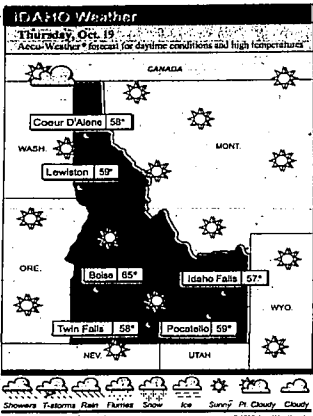 IDAHO Weather
Thursday, Oct. 19
Accu-Weather® forecast for daytime conditions and high temperatures
CANADA
Coeur D'Alene 58°
WASH.
MONT.
Lewiston 59°
ORE.
Boise 65°
Idaho Falls 57°
WYO.
Twin Falls 58°
Pocatello 59°
NEV.
UTAH
Showers T-storms Rain Flurries Snow Ice Sunny Pt. Cloudy Cloudy